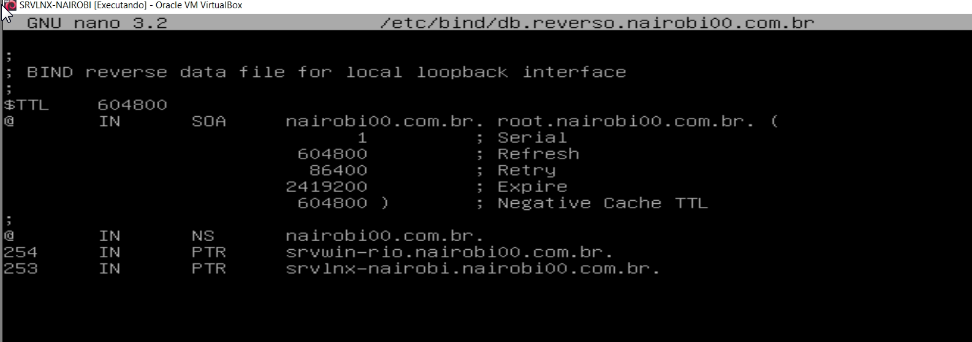 SRVLNX-NAIROBI [Executando] - Oracle VM VirtualBox
GNU nano 3.2 /etc/bind/db.reverso.nairobi00.com.br
;
; BIND reverse data file for local loopback interface
;
$TTL 604800
@ IN SOA nairobi00.com.br. root.nairobi00.com.br. (
1 ; Serial
604800 ; Refresh
86400 ; Retry
2419200 ; Expire
604800 ) ; Negative Cache TTL
;
@ IN NS nairobi00.com.br.
254 IN PTR srvwin-rio.nairobi00.com.br.
253 IN PTR srvlnx-nairobi.nairobi00.com.br.